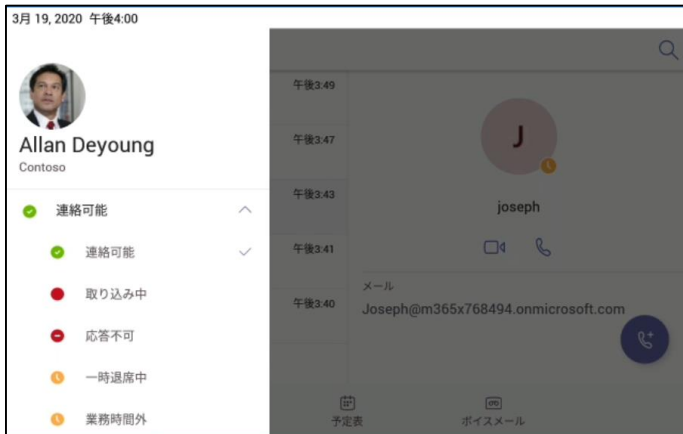 3月 19, 2020 午後4:00
Allan Deyoung
Contoso
連絡可能
連絡可能
取り込み中
応答不可
一時退席中
業務時間外
午後3:49
午後3:47
午後3:43
午後3:41
午後3:40
J
joseph
メール
Joseph@m365x768494.onmicrosoft.com
予定表
ボイスメール